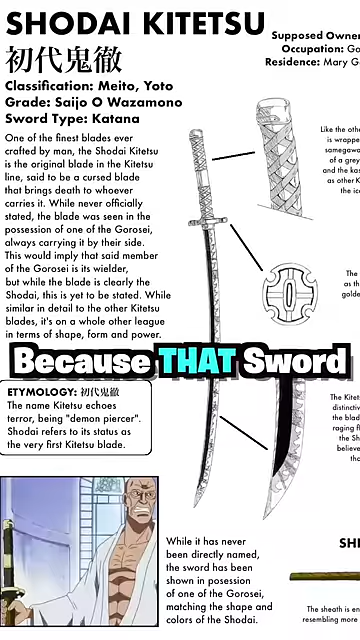 SHODAI KITETSU
初代鬼徹
Supposed Owner
Occupation: Go
Residence: Mary G
Classification: Meito, Yoto
Grade: Saijo O Wazamono
Sword Type: Katana
One of the finest blades ever
crafted by man, the Shodai Kitetsu
is the original blade in the Kitetsu
line, said to be a cursed blade
that brings death to whoever
carries it. While never officially
stated, the blade was seen in the
possession of one of the Gorosei,
always carrying it by their side.
This would imply that said member
of the Gorosei is its wielder,
but while the blade is clearly the
Shodai, this is yet to be stated. While
similar in detail to the other Kitetsu
blades, it's on a whole other league
in terms of shape, form and power.
Like the othe
is wrappe
samegawa
of a grey
and the kas
as other K
the ico
The
as th
golde
Because THAT Sword
ETYMOLOGY: 初代鬼徹
The name Kitetsu echoes
terror, being "demon piercer".
Shodai refers to its status as
the very first Kitetsu blade.
The Kitets
distinctiv
the blad
raging fl
the Sh
believe
tha
While it has never
been directly named,
the sword has been
shown in posession
of one of the Gorosei,
matching the shape and
colors of the Shodai.
SHI
The sheath is en
resembling more